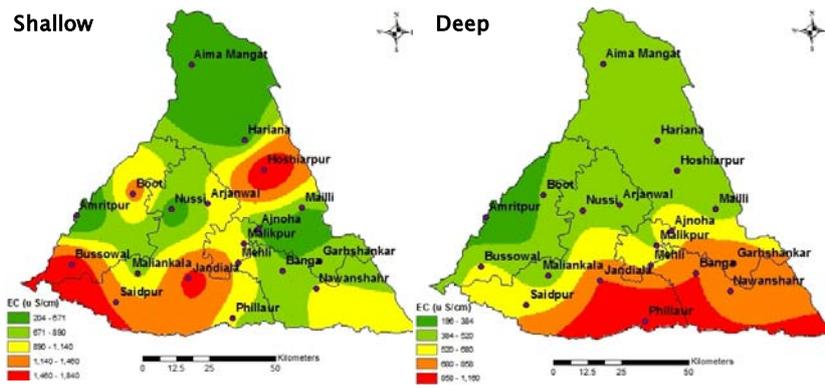 Shallow
N
W E
S
Aima Mangat
Hariana
Hoshiarpur
Boot
Nussi
Arjanwal
Mailli
Amritpur
Ajnoha
Malikpur
Mehli
Bussowal
Maliankala
Jandiala
Banga
Garhshankar
Nawanshahr
Saidpur
Phillaur
EC (u S/cm)
204 - 671
671 - 890
890 - 1,140
1,140 - 1,460
1,460 - 1,840
0 12.5 25 50
Kilometers
Deep
N
W E
S
Aima Mangat
Hariana
Hoshiarpur
Boot
Nussi
Arjanwal
Mailli
Amritpur
Ajnoha
Malikpur
Mehli
Bussowal
Maliankala
Jandiala
Banga
Garhshankar
Nawanshahr
Saidpur
Phillaur
EC (u S/cm)
196 - 384
384 - 520
520 - 680
680 - 858
858 - 1,160
0 12.5 25 50
Kilometers